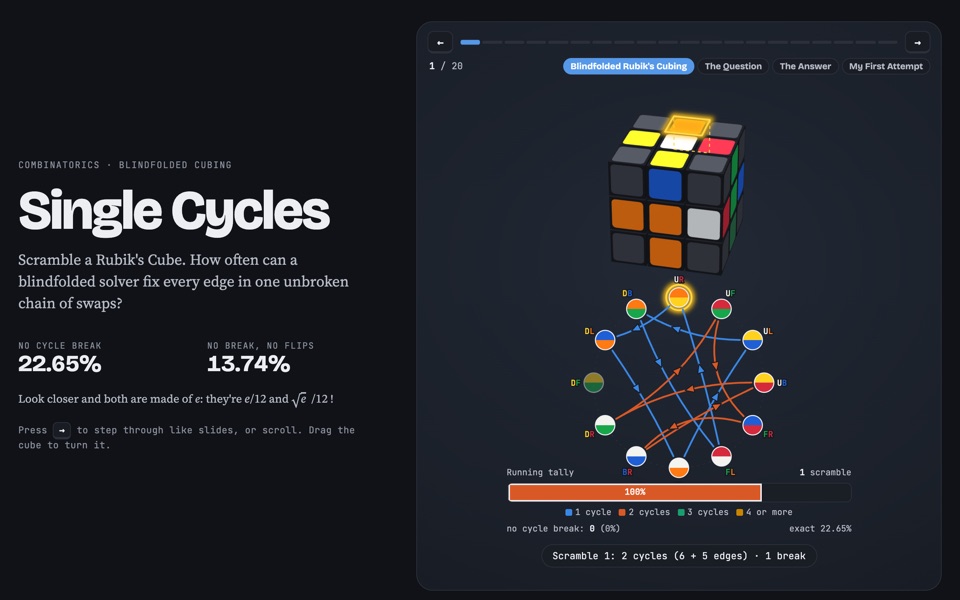 COMBINATORICS · BLINDFOLDED CUBING
Single Cycles
Scramble a Rubik's Cube. How often can a
blindfolded solver fix every edge in one unbroken
chain of swaps?
NO CYCLE BREAK
22.65%
NO BREAK, NO FLIPS
13.74%
Look closer and both are made of e: they're e/12 and √e /12!
Press → to step through like slides, or scroll. Drag the
cube to turn it.
← →
1 / 20
Blindfolded Rubik's Cubing The Question The Answer My First Attempt
UR
DB UF
DL UL
DF UB
DR FR
BR FL
Running tally 1 scramble
100%
1 cycle 2 cycles 3 cycles 4 or more
no cycle break: 0 (0%) exact 22.65%
Scramble 1: 2 cycles (6 + 5 edges) · 1 break